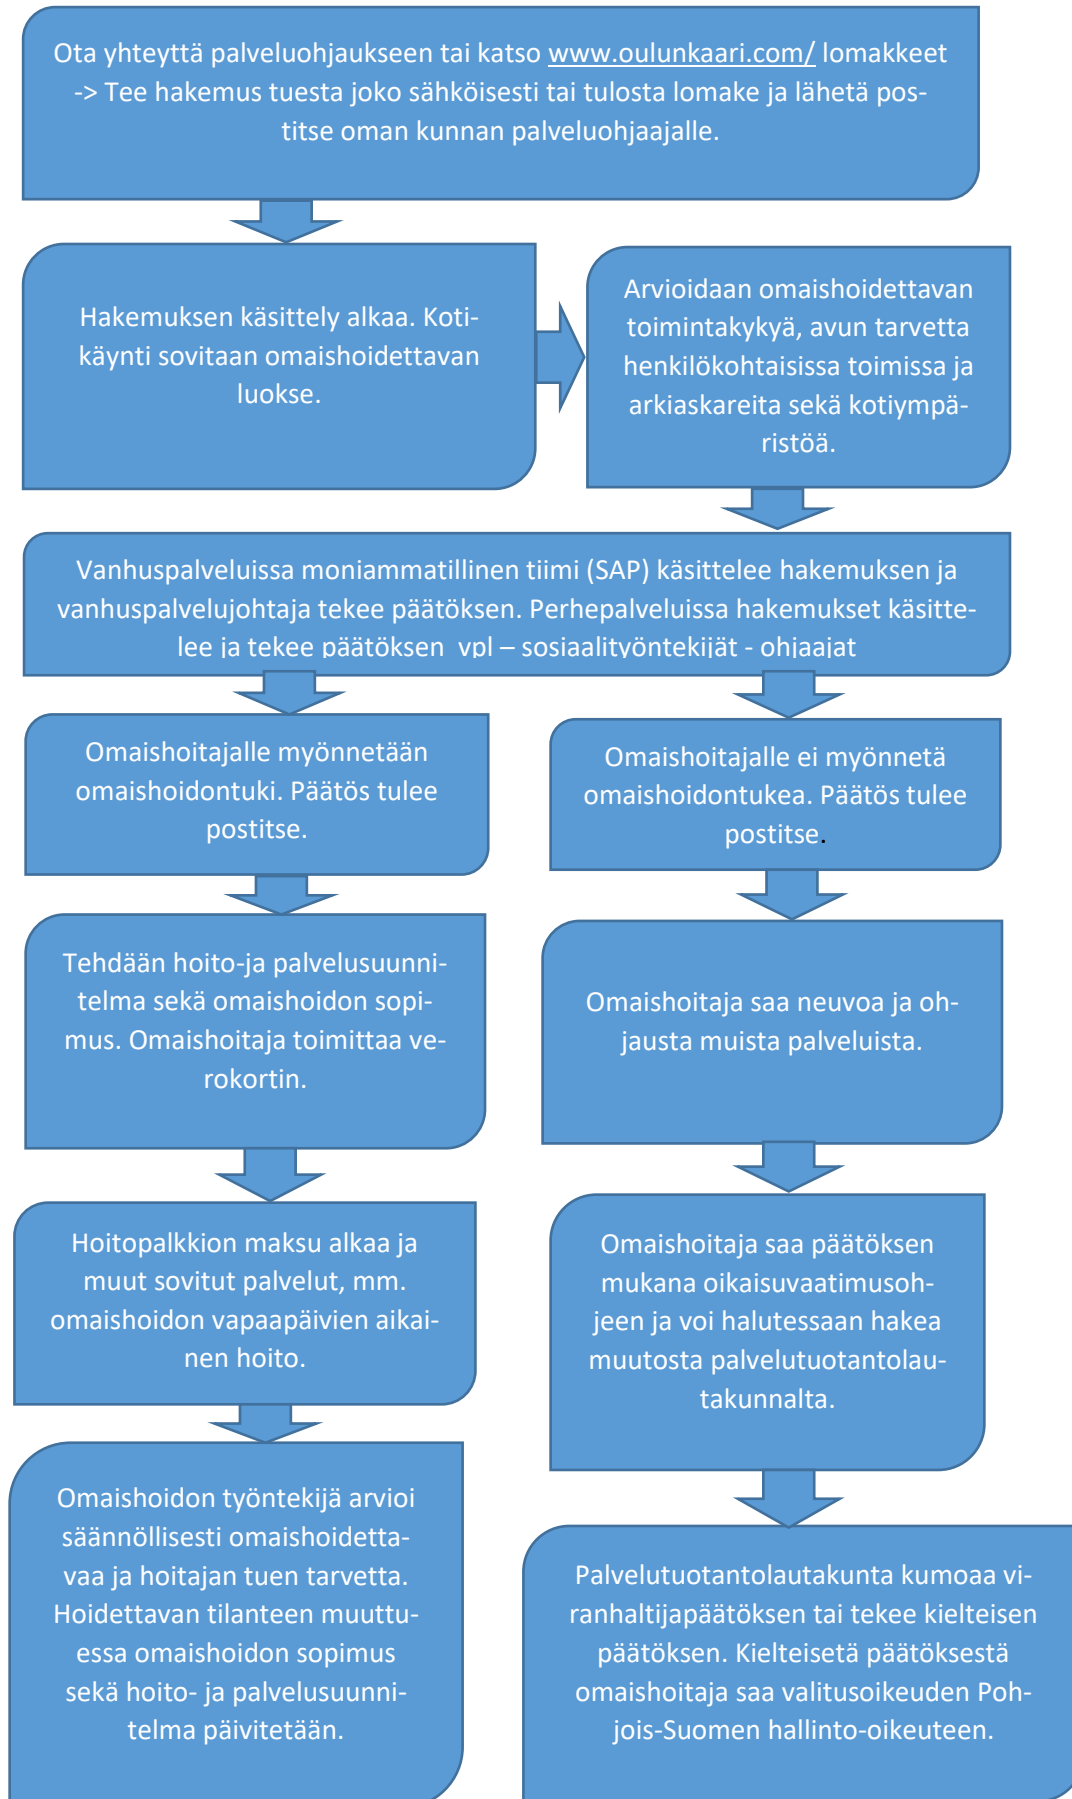 Ota yhteyttä palveluohjaukseen tai katso www.oulunkaari.com/ lomakkeet
-> Tee hakemus tuesta joko sähköisesti tai tulosta lomake ja lähetä pos-
titse oman kunnan palveluohjaajalle.
Hakemuksen käsittely alkaa. Koti-
käynti sovitaan omaishoidettavan
luokse.
Arvioidaan omaishoidettavan
toimintakykyä, avun tarvetta
henkilökohtaisissa toimissa ja
arkiaskareita sekä kotiympä-
ristöä.
Vanhuspalveluissa moniammatillinen tiimi (SAP) käsittelee hakemuksen ja
vanhuspalvelujohtaja tekee päätöksen. Perhepalveluissa hakemukset käsitte-
lee ja tekee päätöksen  vpl – sosiaalityöntekijät - ohjaajat
Omaishoitajalle myönnetään
omaishoidontuki. Päätös tulee
postitse.
Omaishoitajalle ei myönnetä
omaishoidontukea. Päätös tulee
postitse.
Tehdään hoito-ja palvelusuunni-
telma sekä omaishoidon sopi-
mus. Omaishoitaja toimittaa ve-
rokortin.
Omaishoitaja saa neuvoa ja oh-
jausta muista palveluista.
Hoitopalkkion maksu alkaa ja
muut sovitut palvelut, mm.
omaishoidon vapaapäivien aikai-
nen hoito.
Omaishoitaja saa päätöksen
mukana oikaisuvaatimusoh-
jeen ja voi halutessaan hakea
muutosta palvelutuotantolau-
takunnalta.
Omaishoidon työntekijä arvioi
säännöllisesti omaishoidetta-
vaa ja hoitajan tuen tarvetta.
Hoidettavan tilanteen muuttu-
essa omaishoidon sopimus
sekä hoito- ja palvelusuunni-
telma päivitetään.
Palvelutuotantolautakunta kumoaa vi-
ranhaltijapäätöksen tai tekee kielteisen
päätöksen. Kielteisetä päätöksestä
omaishoitaja saa valitusoikeuden Poh-
jois-Suomen hallinto-oikeuteen.